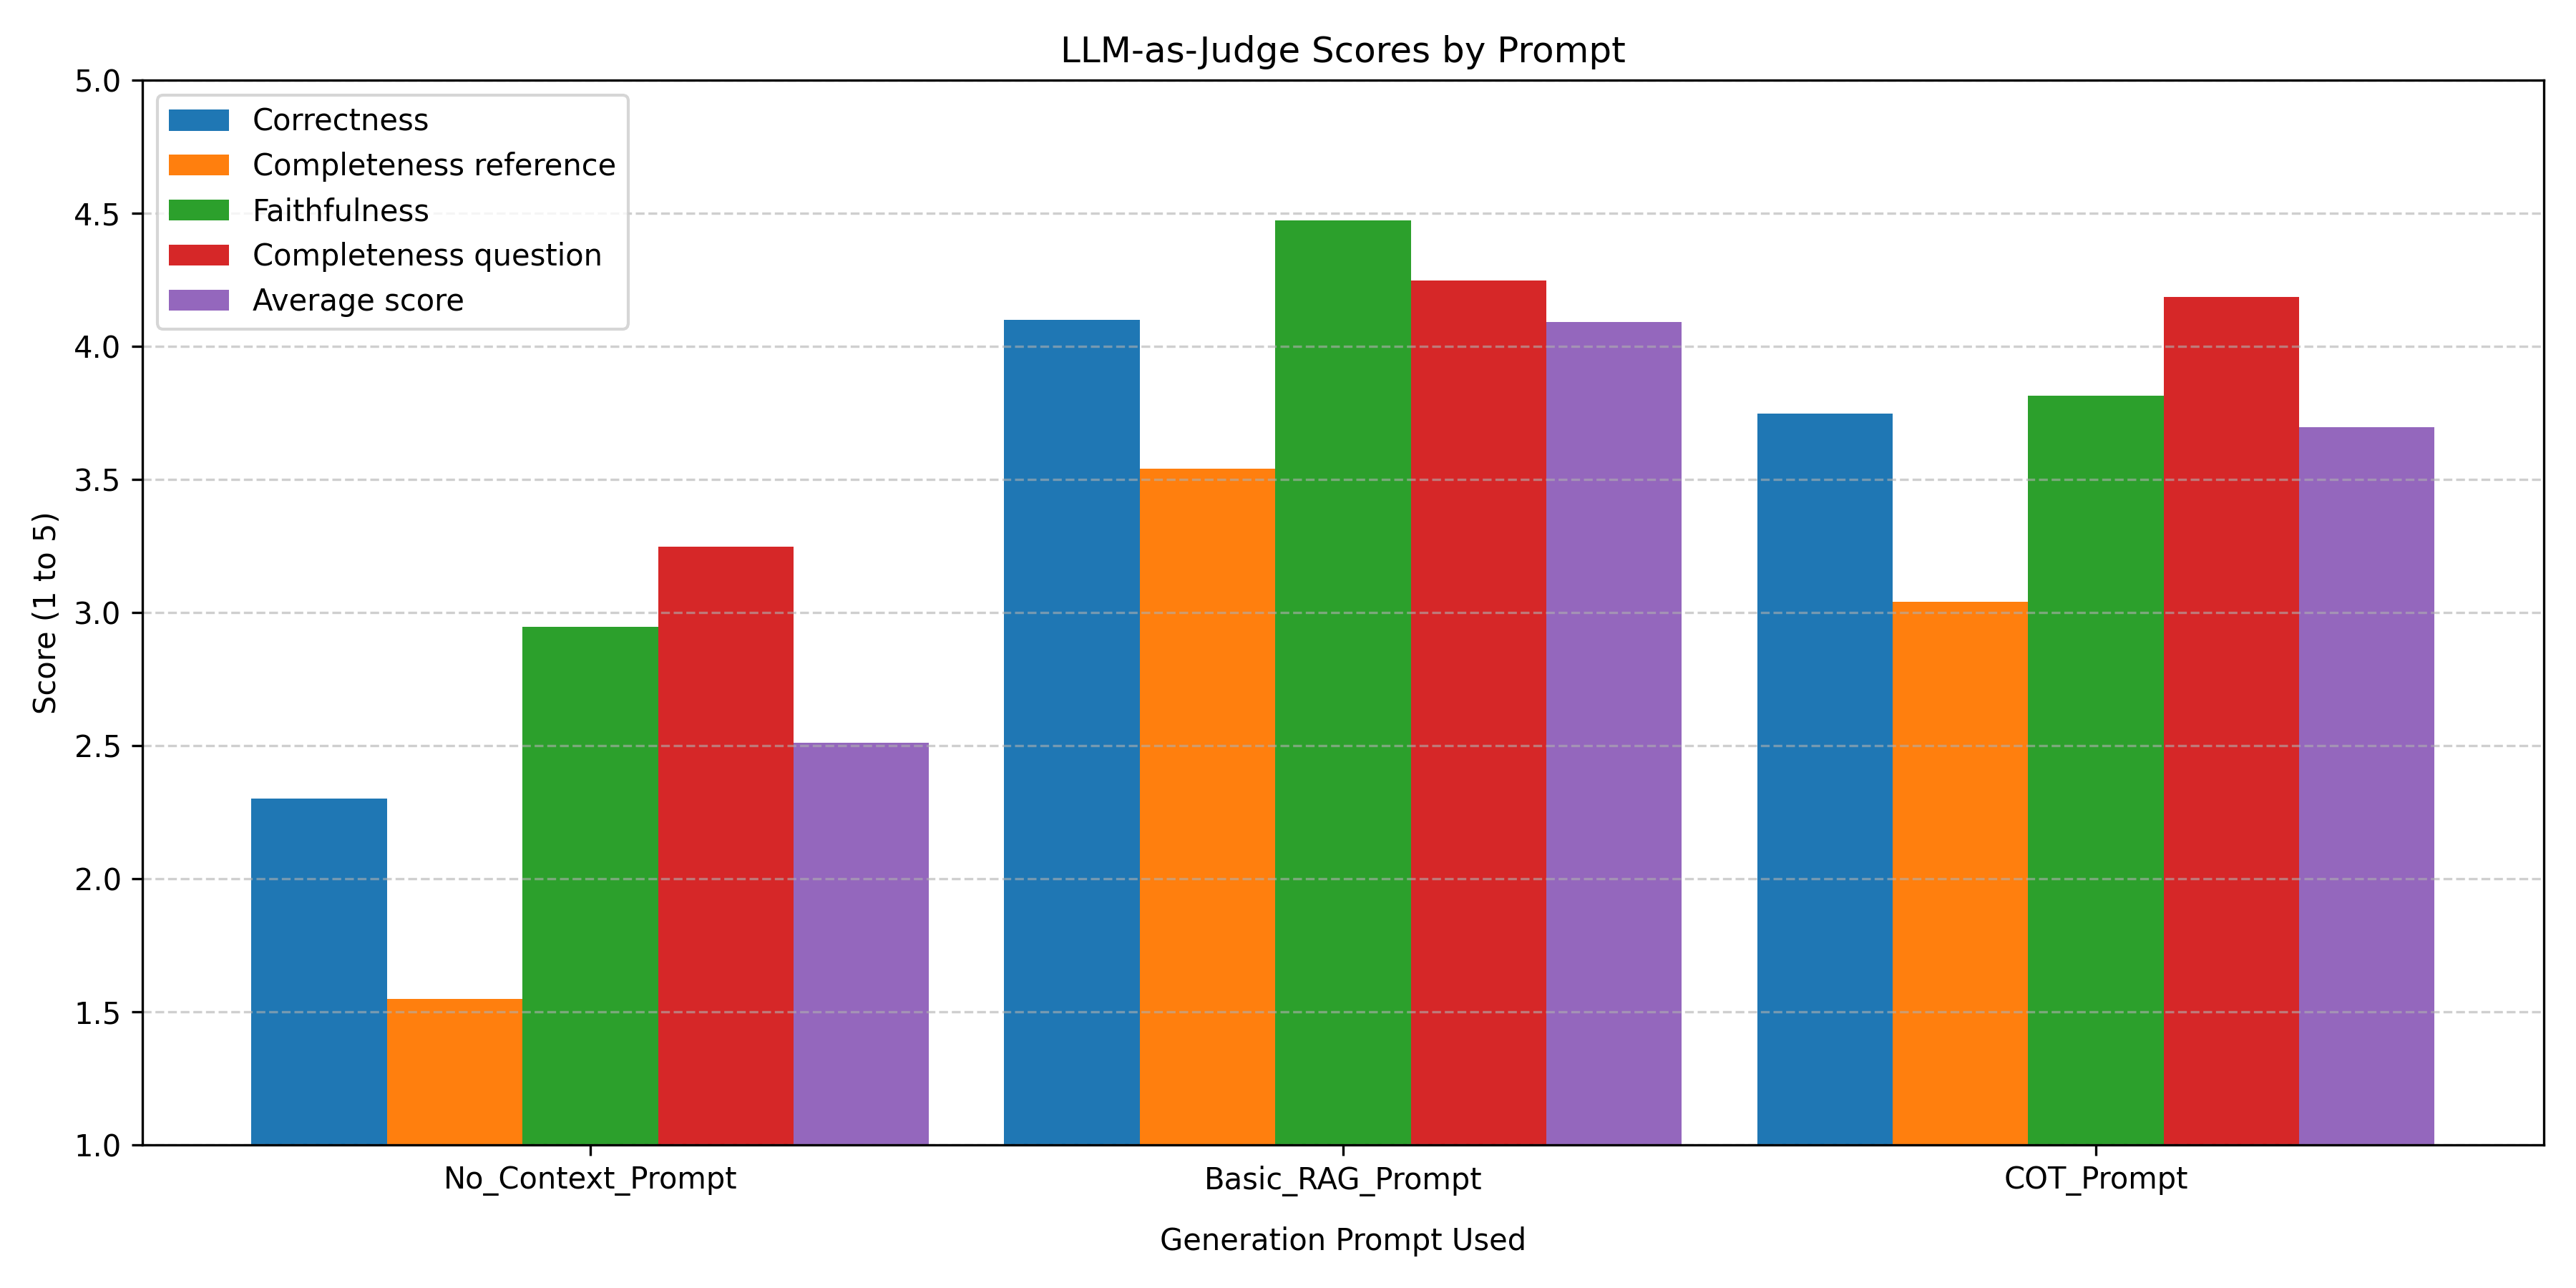 LLM-as-Judge Scores by Prompt
5.0
4.5
4.0
3.5
3.0
2.5
2.0
1.5
1.0
Score (1 to 5)
Correctness
Completeness reference
Faithfulness
Completeness question
Average score
No_Context_Prompt
Basic_RAG_Prompt
COT_Prompt
Generation Prompt Used